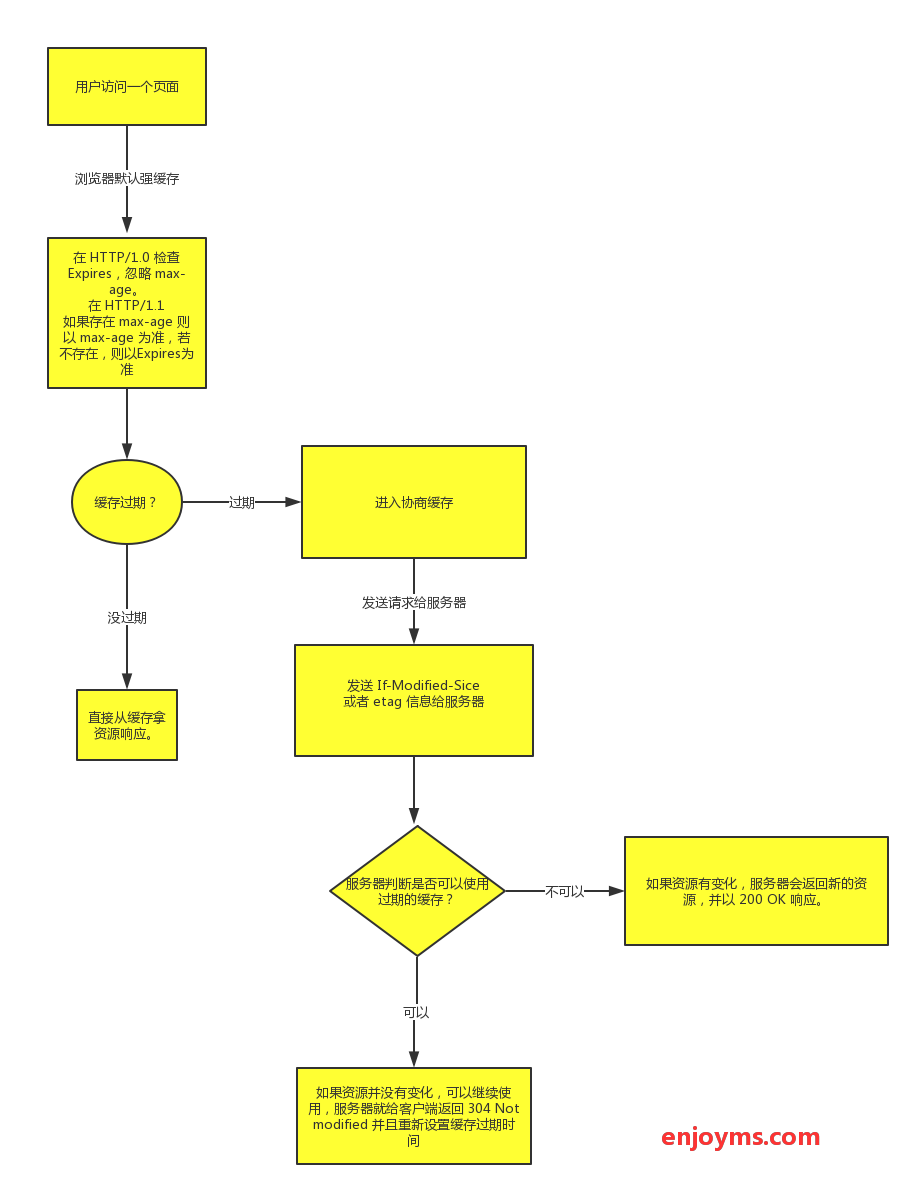 用户访问一个页面
浏览器默认强缓存
在 HTTP/1.0 检查
Expires，忽略 max-
age。
在 HTTP/1.1
如果存在 max-age 则
以 max-age 为准，若
不存在，则以Expires为
准
缓存过期？
过期
进入协商缓存
没过期
直接从缓存拿
资源响应。
发送请求给服务器
发送 If-Modified-Sice
或者 etag 信息给服务器
服务器判断是否可以使用
过期的缓存？
不可以
如果资源有变化，服务器会返回新的资
源，并以 200 OK 响应。
可以
如果资源并没有变化，可以继续使
用，服务器就给客户端返回 304 Not
modified 并且重新设置缓存过期时
间
enjoyms.com